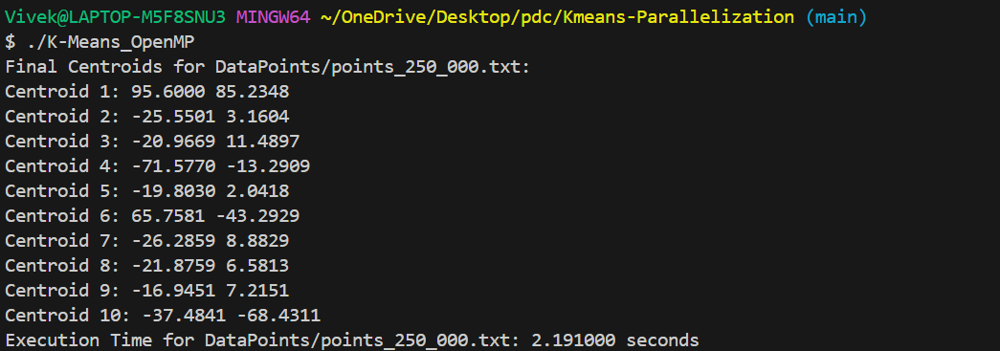 Vivek@LAPTOP-M5F8SNU3 MINGW64 ~/OneDrive/Desktop/pdc/Kmeans-Parallelization (main)
$ ./K-Means_OpenMP
Final Centroids for DataPoints/points_250_000.txt:
Centroid 1: 95.6000 85.2348
Centroid 2: -25.5501 3.1604
Centroid 3: -20.9669 11.4897
Centroid 4: -71.5770 -13.2909
Centroid 5: -19.8030 2.0418
Centroid 6: 65.7581 -43.2929
Centroid 7: -26.2859 8.8829
Centroid 8: -21.8759 6.5813
Centroid 9: -16.9451 7.2151
Centroid 10: -37.4841 -68.4311
Execution Time for DataPoints/points_250_000.txt: 2.191000 seconds